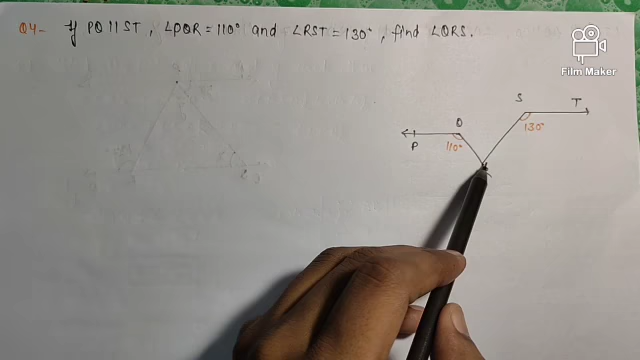 Q4- If PQ || ST, ∠PQR = 110° and ∠RST = 130°, find ∠QRS.
Film Maker
S T
Q
130°
P 110°